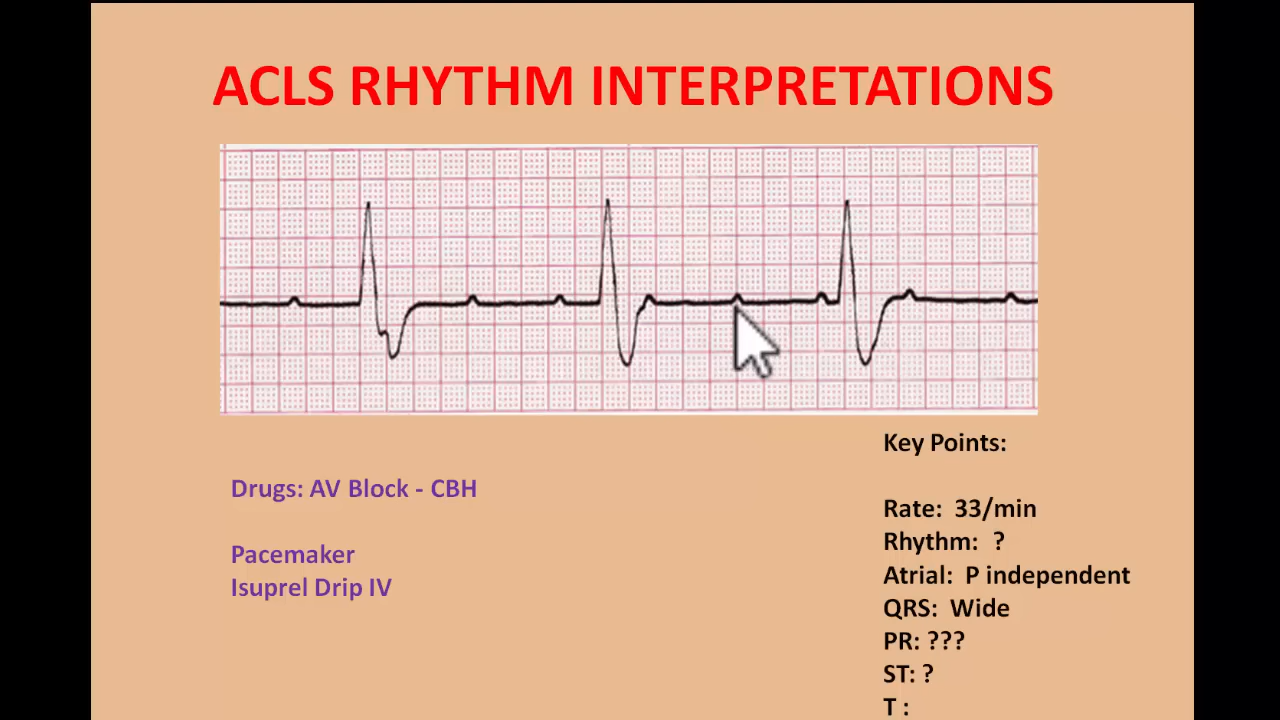 ACLS RHYTHM INTERPRETATIONS
Drugs: AV Block - CBH
Pacemaker
Isuprel Drip IV
Key Points:
Rate: 33/min
Rhythm: ?
Atrial: P independent
QRS: Wide
PR: ???
ST: ?
T :